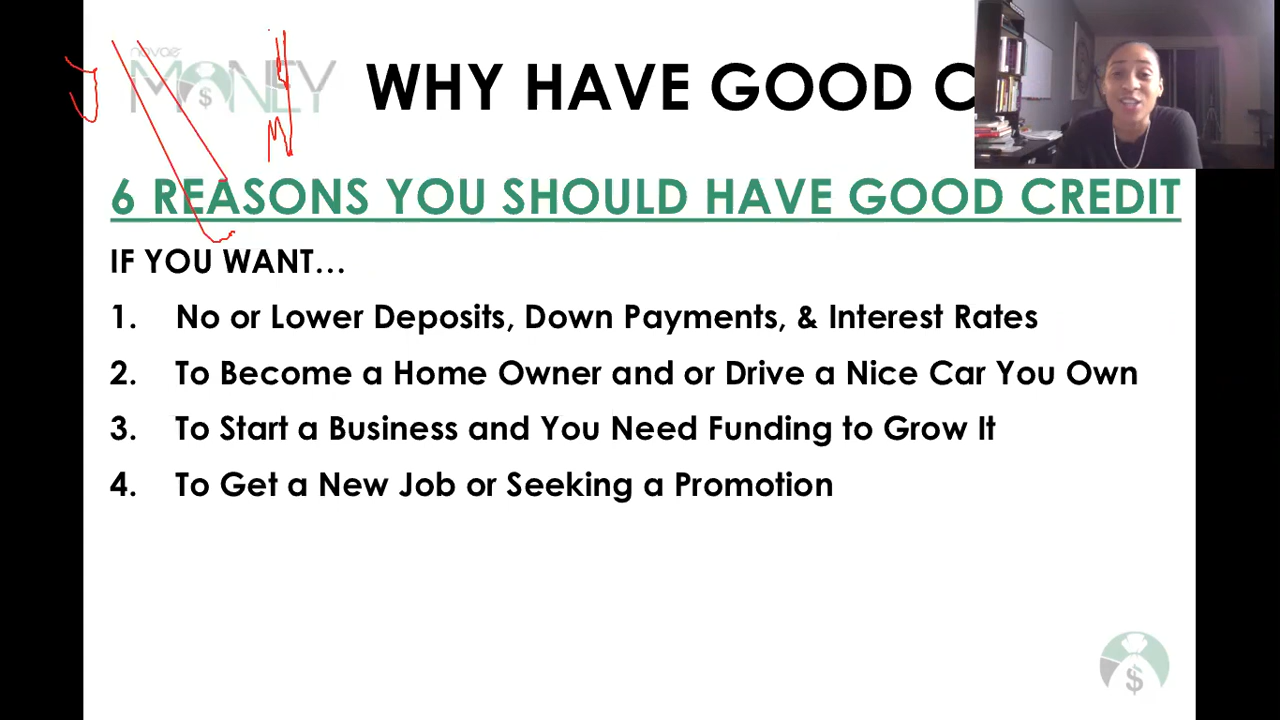 novae
MONEY
WHY HAVE GOOD C
6 REASONS YOU SHOULD HAVE GOOD CREDIT
IF YOU WANT...
1. No or Lower Deposits, Down Payments, & Interest Rates
2. To Become a Home Owner and or Drive a Nice Car You Own
3. To Start a Business and You Need Funding to Grow It
4. To Get a New Job or Seeking a Promotion
$